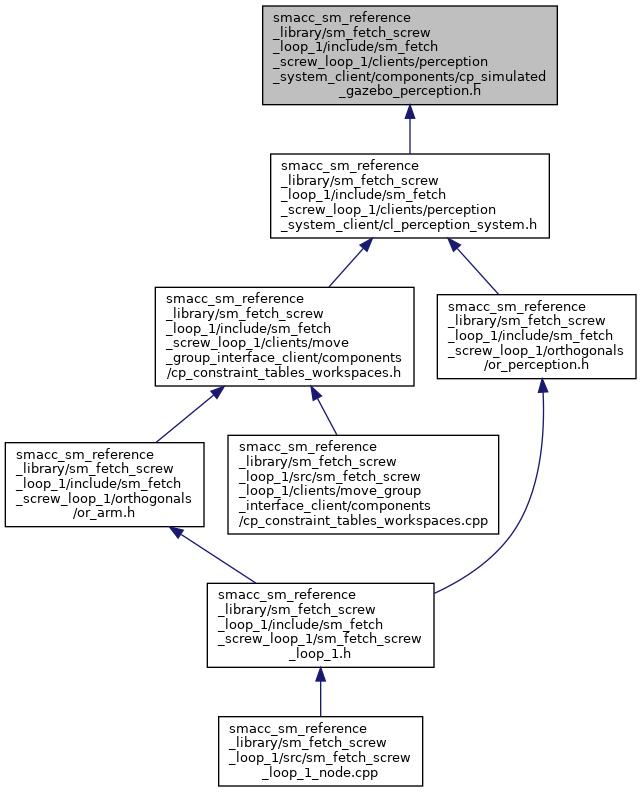 smacc_sm_reference
_library/sm_fetch_screw
_loop_1/include/sm_fetch
_screw_loop_1/clients/perception
_system_client/components/cp_simulated
_gazebo_perception.h
smacc_sm_reference
_library/sm_fetch_screw
_loop_1/include/sm_fetch
_screw_loop_1/clients/perception
_system_client/cl_perception_system.h
smacc_sm_reference
_library/sm_fetch_screw
_loop_1/include/sm_fetch
_screw_loop_1/clients/move
_group_interface_client/components
/cp_constraint_tables_workspaces.h
smacc_sm_reference
_library/sm_fetch_screw
_loop_1/include/sm_fetch
_screw_loop_1/orthogonals
/or_perception.h
smacc_sm_reference
_library/sm_fetch_screw
_loop_1/include/sm_fetch
_screw_loop_1/orthogonals
/or_arm.h
smacc_sm_reference
_library/sm_fetch_screw
_loop_1/src/sm_fetch_screw
_loop_1/clients/move_group
_interface_client/components
/cp_constraint_tables_workspaces.cpp
smacc_sm_reference
_library/sm_fetch_screw
_loop_1/include/sm_fetch
_screw_loop_1/sm_fetch_screw
_loop_1.h
smacc_sm_reference
_library/sm_fetch_screw
_loop_1/src/sm_fetch_screw
_loop_1_node.cpp